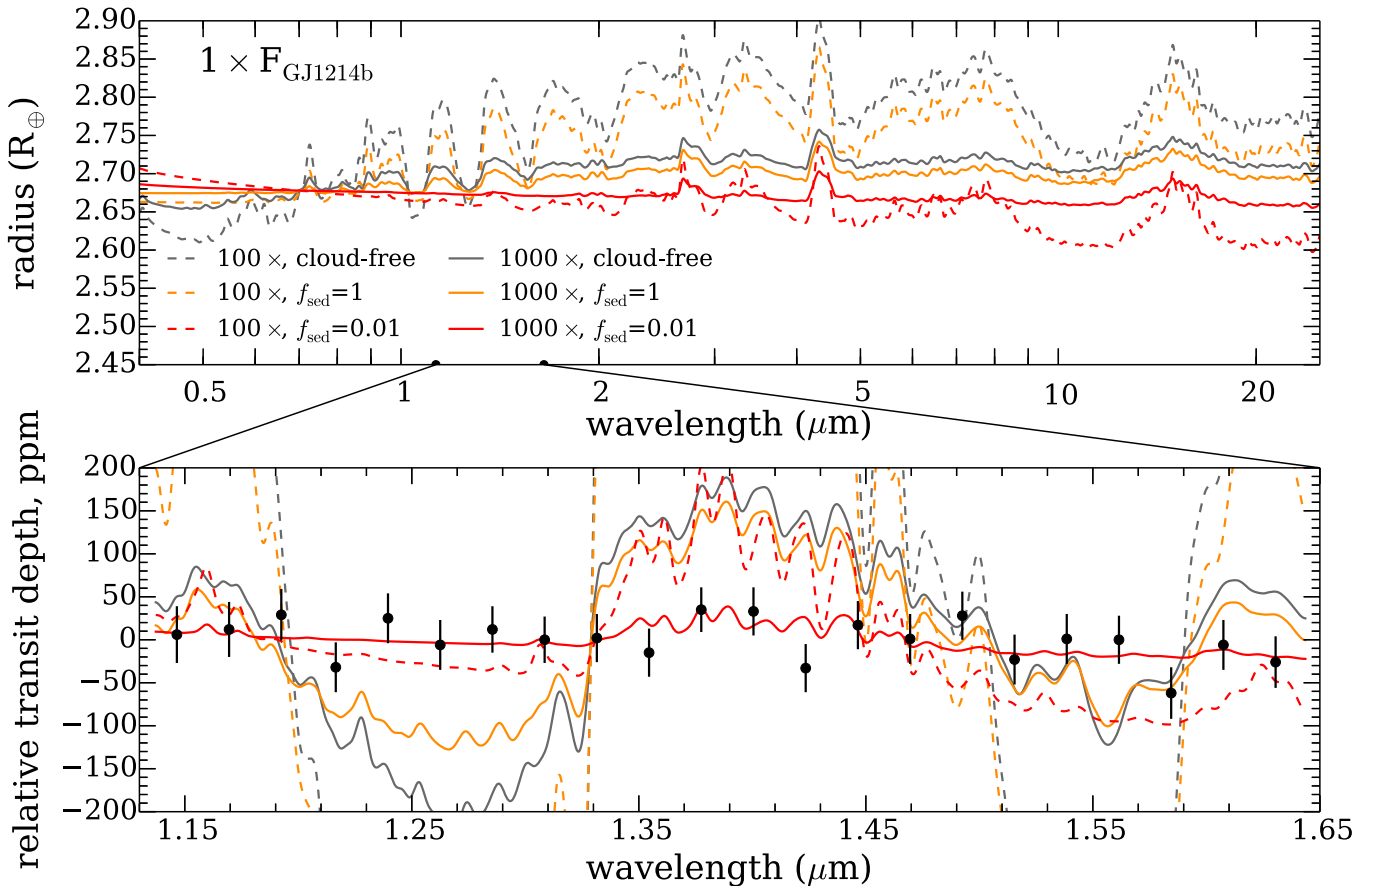 1 × F_GJ1214b
radius (R⊕)
2.90
2.85
2.80
2.75
2.70
2.65
2.60
2.55
2.50
2.45
100 ×, cloud-free
1000 ×, cloud-free
100 ×, f_sed=1
1000 ×, f_sed=1
100 ×, f_sed=0.01
1000 ×, f_sed=0.01
0.5 1 2 5 10 20
wavelength (μm)
relative transit depth, ppm
200
150
100
50
0
−50
−100
−150
−200
1.15 1.25 1.35 1.45 1.55 1.65
wavelength (μm)